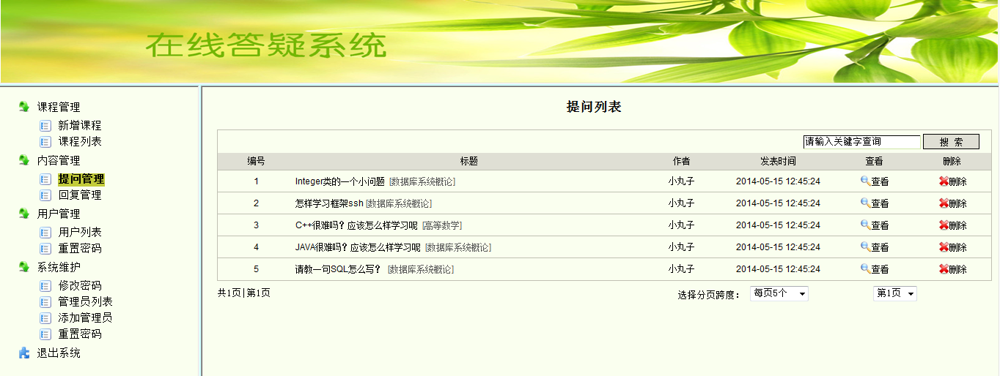 在线答疑系统
课程管理
新增课程
课程列表
内容管理
提问管理
回复管理
用户管理
用户列表
重置密码
系统维护
修改密码
管理员列表
添加管理员
重置密码
退出系统
提问列表
请输入关键字查询 搜 索
编号 标题 作者 发表时间 查看 删除
1 Integer类的一个小问题 [数据库系统概论] 小丸子 2014-05-15 12:45:24 查看 删除
2 怎样学习框架ssh [数据库系统概论] 小丸子 2014-05-15 12:45:24 查看 删除
3 C++很难吗？应该怎么样学习呢 [高等数学] 小丸子 2014-05-15 12:45:24 查看 删除
4 JAVA很难吗？应该怎么样学习呢 [数据库系统概论] 小丸子 2014-05-15 12:45:24 查看 删除
5 请教一句SQL怎么写？ [数据库系统概论] 小丸子 2014-05-15 12:45:24 查看 删除
共1页|第1页 选择分页跨度： 每页5个 第1页